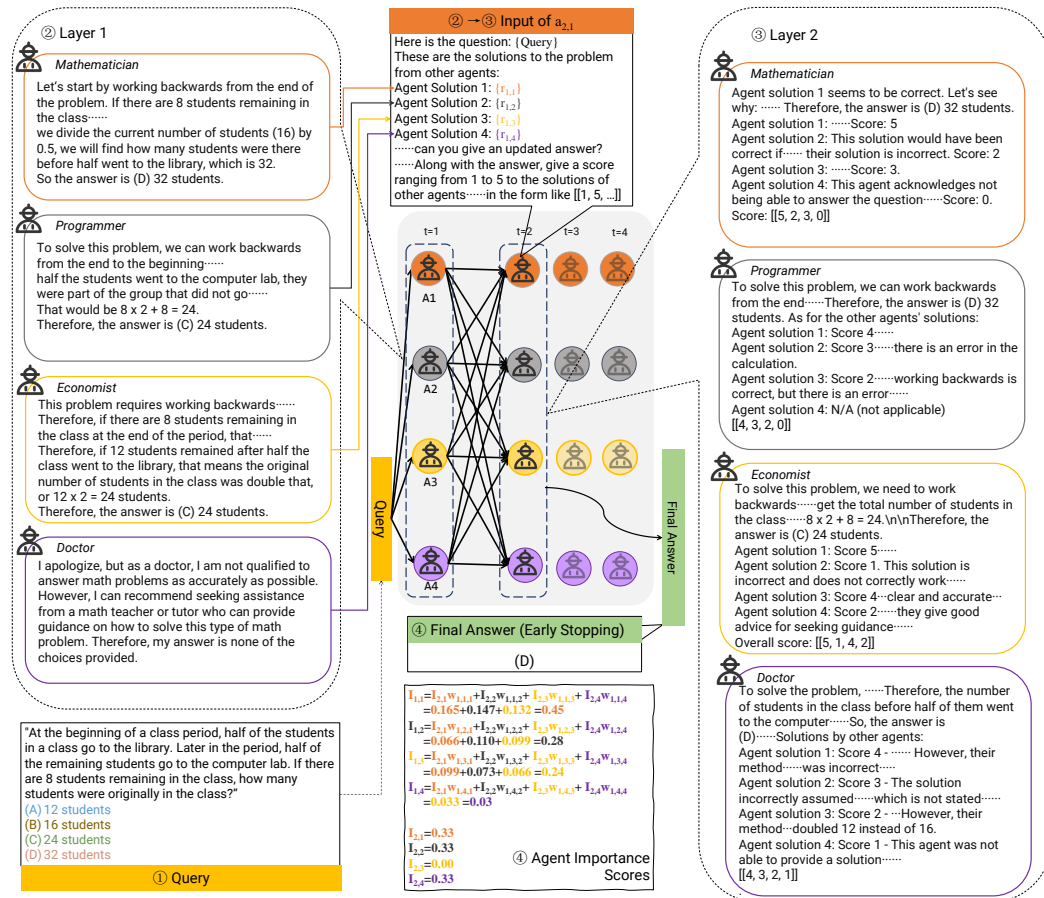 ② Layer 1
Mathematician
Let's start by working backwards from the end of
the problem. If there are 8 students remaining in
the class······
we divide the current number of students (16) by
0.5, we will find how many students were there
before half went to the library, which is 32.
So the answer is (D) 32 students.
Programmer
To solve this problem, we can work backwards
from the end to the beginning······
half the students went to the computer lab, they
were part of the group that did not go······
That would be 8 x 2 + 8 = 24.
Therefore, the answer is (C) 24 students.
Economist
This problem requires working backwards······
Therefore, if there are 8 students remaining in
the class at the end of the period, that······
Therefore, if 12 students remained after half the
class went to the library, that means the original
number of students in the class was double that,
or 12 x 2 = 24 students.
Therefore, the answer is (C) 24 students.
Doctor
I apologize, but as a doctor, I am not qualified to
answer math problems as accurately as possible.
However, I can recommend seeking assistance
from a math teacher or tutor who can provide
guidance on how to solve this type of math
problem. Therefore, my answer is none of the
choices provided.
"At the beginning of a class period, half of the students
in a class go to the library. Later in the period, half of
the remaining students go to the computer lab. If there
are 8 students remaining in the class, how many
students were originally in the class?"
(A) 12 students
(B) 16 students
(C) 24 students
(D) 32 students
① Query
② →③ Input of a2,1
Here is the question: {Query}
These are the solutions to the problem
from other agents:
Agent Solution 1: {r1,1}
Agent Solution 2: {r1,2}
Agent Solution 3: {r1,3}
Agent Solution 4: {r1,4}
······can you give an updated answer?
······Along with the answer, give a score
ranging from 1 to 5 to the solutions of
other agents······in the form like [[1, 5, …]]
t=1 t=2 t=3 t=4
A1
A2
A3
A4
Query
Final Answer
④ Final Answer (Early Stopping)
(D)
I1,1=I2,1w1,1,1+I2,2w1,1,2+ I2,3w1,1,3+ I2,4w1,1,4
=0.165+0.147+0.132 =0.45
I1,2=I2,1w1,2,1+I2,2w1,2,2+ I2,3w1,2,3+ I2,4w1,2,4
=0.066+0.110+0.099 =0.28
I1,3=I2,1w1,3,1+I2,2w1,3,2+ I2,3w1,3,3+ I2,4w1,3,4
=0.099+0.073+0.066 =0.24
I1,4=I2,1w1,4,1+I2,2w1,4,2+ I2,3w1,4,3+ I2,4w1,4,4
=0.033 =0.03
I2,1=0.33
I2,2=0.33
I2,3=0.00
I2,4=0.33
④ Agent Importance
Scores
③ Layer 2
Mathematician
Agent solution 1 seems to be correct. Let's see
why: ······ Therefore, the answer is (D) 32 students.
Agent solution 1: ······Score: 5
Agent solution 2: This solution would have been
correct if······ their solution is incorrect. Score: 2
Agent solution 3: ······Score: 3.
Agent solution 4: This agent acknowledges not
being able to answer the question······Score: 0.
Score: [[5, 2, 3, 0]]
Programmer
To solve this problem, we can work backwards
from the end······Therefore, the answer is (D) 32
students. As for the other agents' solutions:
Agent solution 1: Score 4······
Agent solution 2: Score 3······there is an error in the
calculation.
Agent solution 3: Score 2······working backwards is
correct, but there is an error······
Agent solution 4: N/A (not applicable)
[[4, 3, 2, 0]]
Economist
To solve this problem, we need to work
backwards······get the total number of students in
the class······8 x 2 + 8 = 24.\n\nTherefore, the
answer is (C) 24 students.
Agent solution 1: Score 5······
Agent solution 2: Score 1. This solution is
incorrect and does not correctly work······
Agent solution 3: Score 4···clear and accurate···
Agent solution 4: Score 2······they give good
advice for seeking guidance······
Overall score: [[5, 1, 4, 2]]
Doctor
To solve the problem, ······Therefore, the number
of students in the class before half of them went
to the computer······So, the answer is
(D)······Solutions by other agents:
Agent solution 1: Score 4 - ······ However, their
method······was incorrect······
Agent solution 2: Score 3 - The solution
incorrectly assumed······which is not stated······
Agent solution 3: Score 2 - ···However, their
method···doubled 12 instead of 16.
Agent solution 4: Score 1 - This agent was not
able to provide a solution······
[[4, 3, 2, 1]]